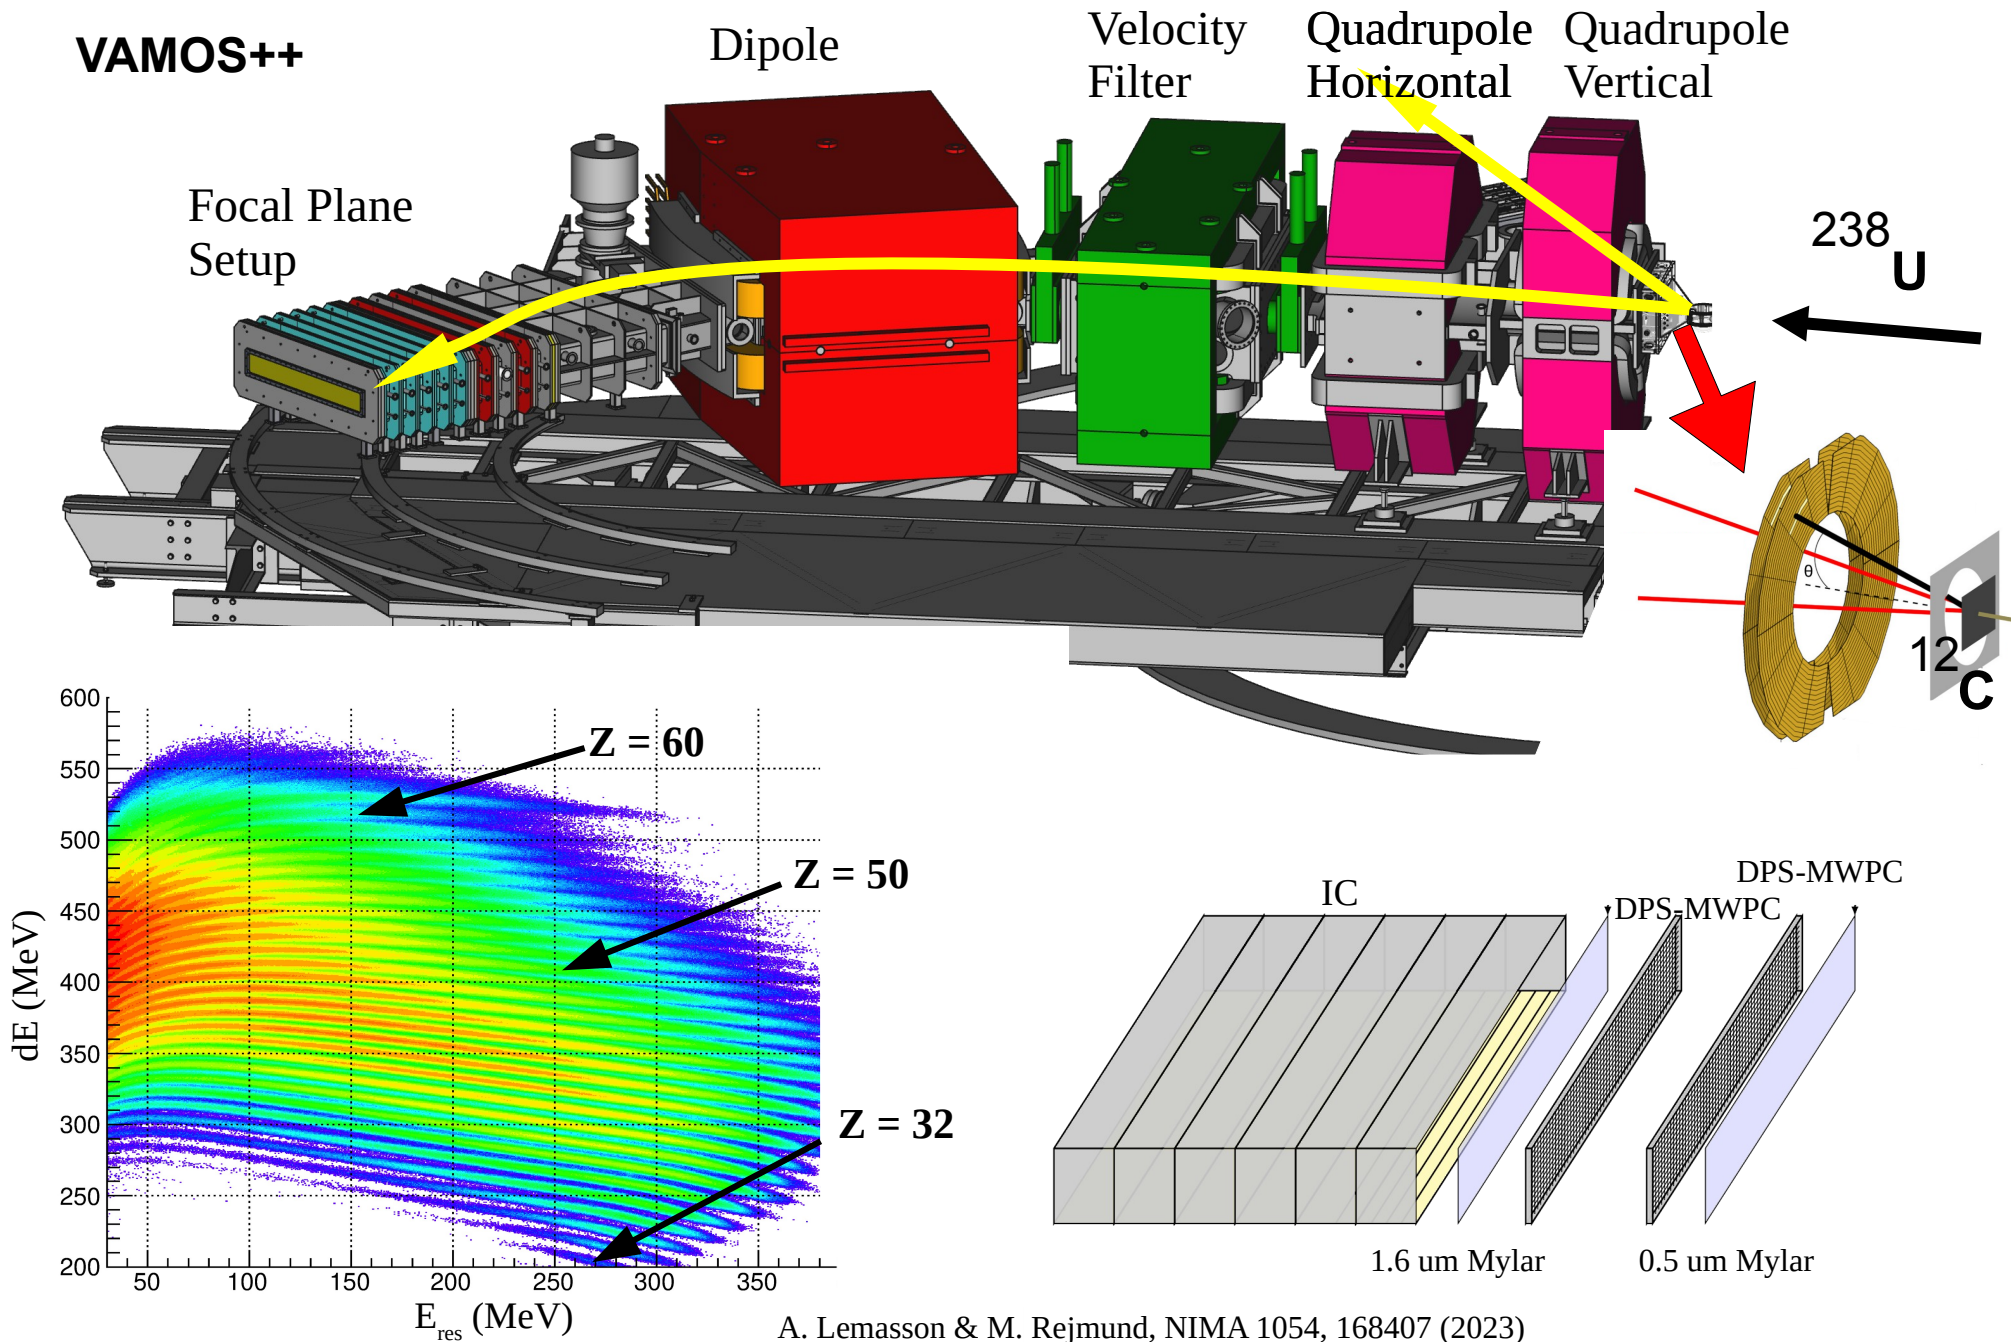 VAMOS++
Dipole
Velocity
Filter
Quadrupole
Horizontal
Quadrupole
Vertical
Focal Plane
Setup
238
U
θ
12
C
600
550
500
450
400
350
300
250
200
dE (MeV)
50 100 150 200 250 300 350
E res (MeV)
Z = 60
Z = 50
Z = 32
IC
DPS-MWPC
DPS-MWPC
1.6 um Mylar
0.5 um Mylar
A. Lemasson & M. Rejmund, NIMA 1054, 168407 (2023)